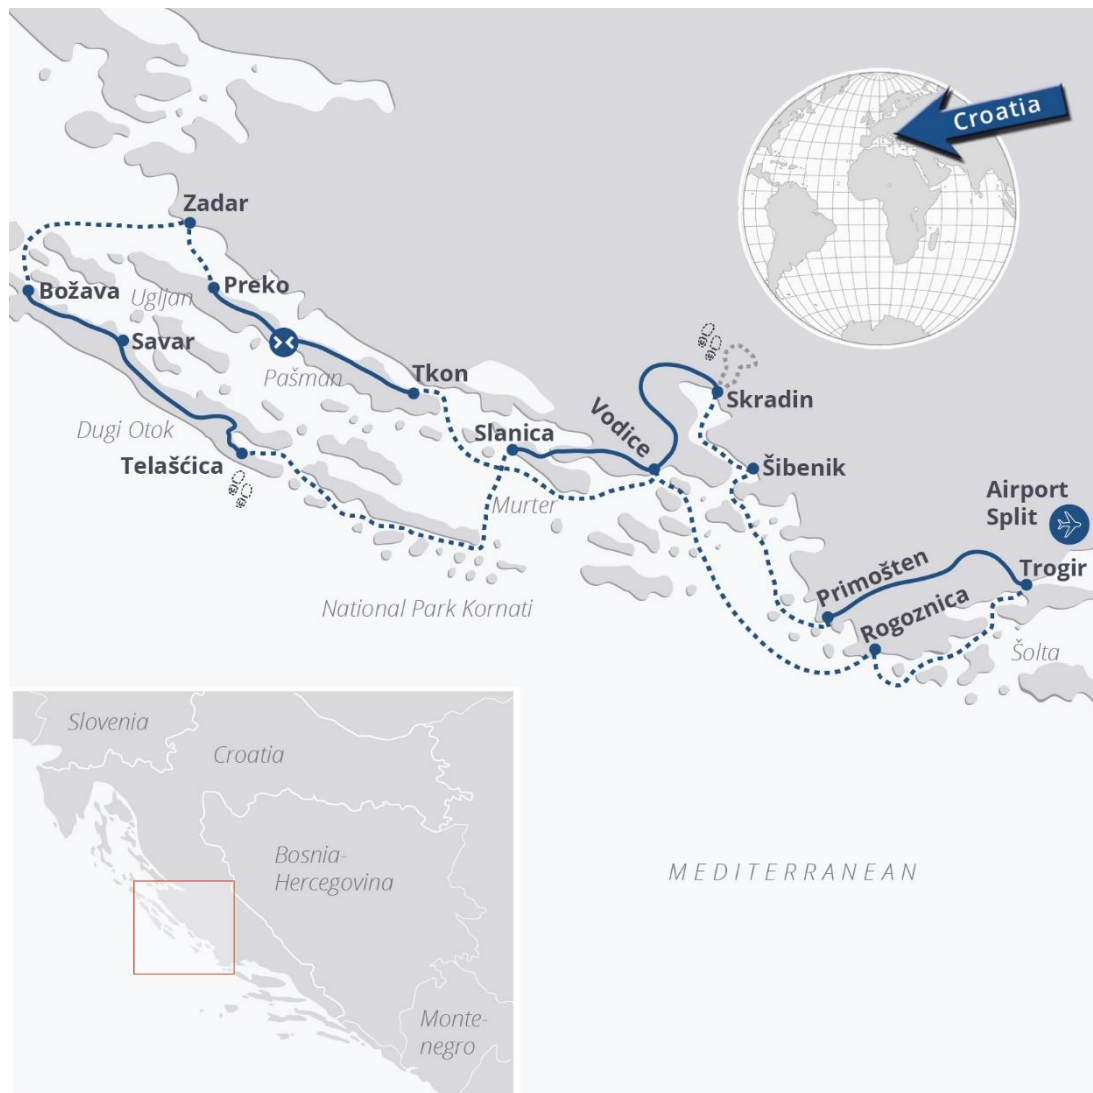 Croatia
Zadar
Božava
Ugljan
Preko
Savar
Pašman
Tkon
Dugi Otok
Telašćica
Slanica
Vodice
Skradin
Murter
Šibenik
Airport
Split
National Park Kornati
Primošten
Rogoznica
Trogir
Šolta
Slovenia
Croatia
Bosnia-
Hercegovina
Monte-
negro
MEDITERRANEAN